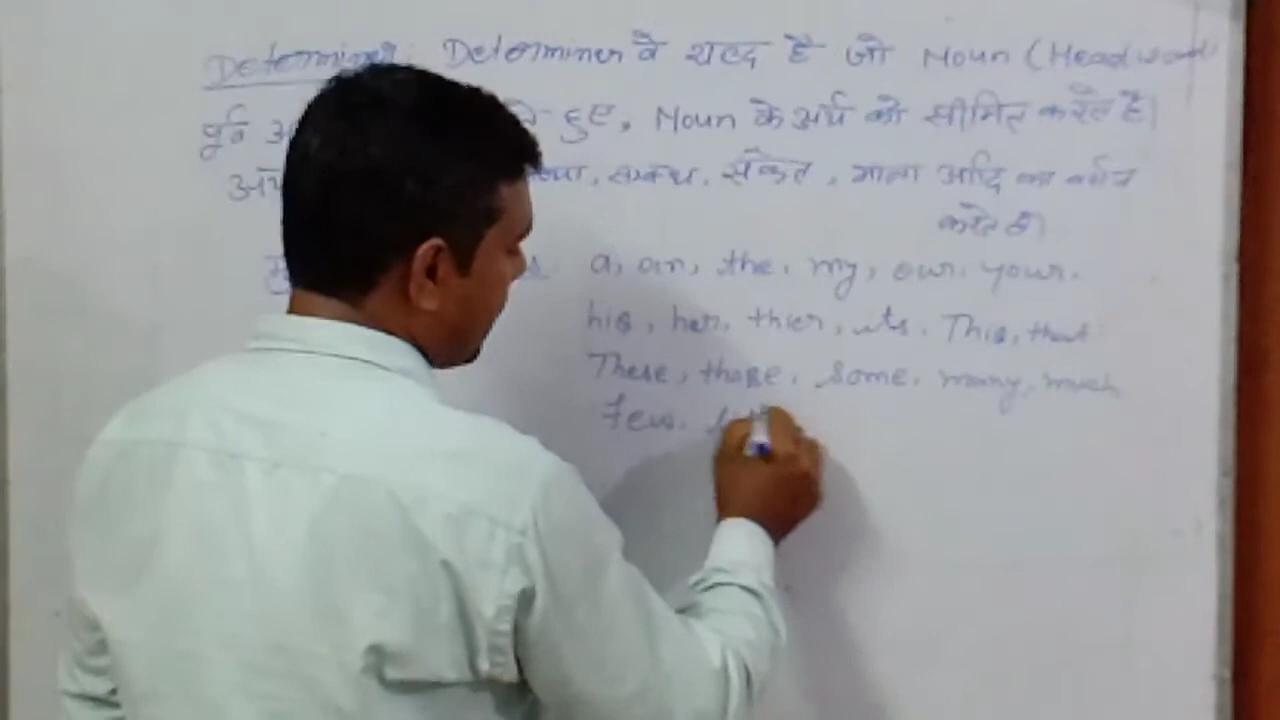 Determiner: Determiner वे शब्द है जो Noun (Headword
पूर्व हुए, Noun के अर्थ को सीमित करते है।
संकेत, मात्रा आदि का वर्णन
करते है।
a, an, the, my, our, your.
his, her, thier, its. This, that
These, those, some, many, much
few.